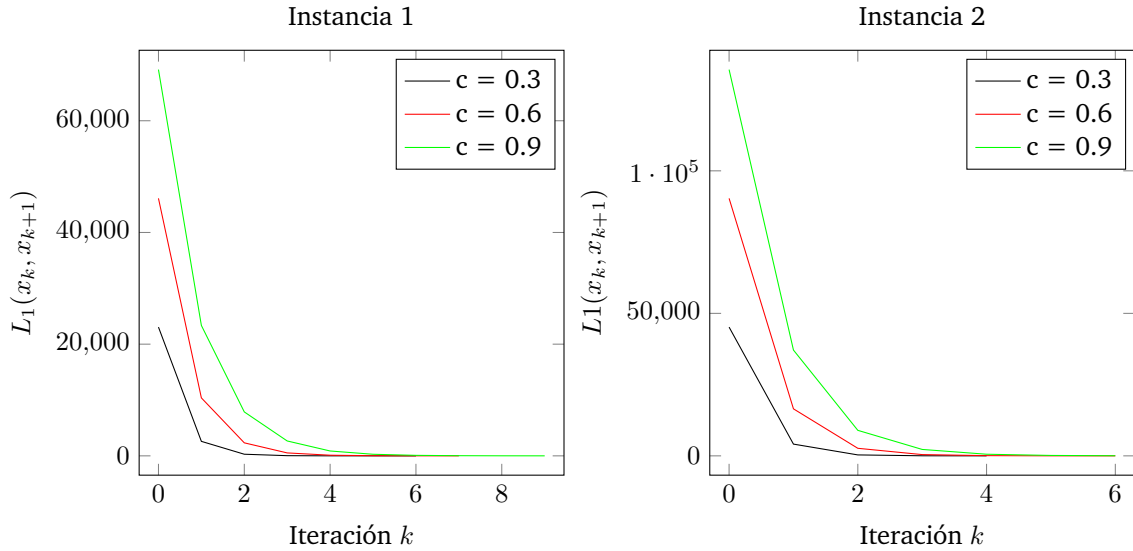 Instancia 1
60,000
40,000
20,000
0
L_1(x_k, x_{k+1})
0 2 4 6 8
Iteración k
c = 0.3
c = 0.6
c = 0.9
Instancia 2
1 · 10^5
50,000
0
L1(x_k, x_{k+1})
0 2 4 6
Iteración k
c = 0.3
c = 0.6
c = 0.9